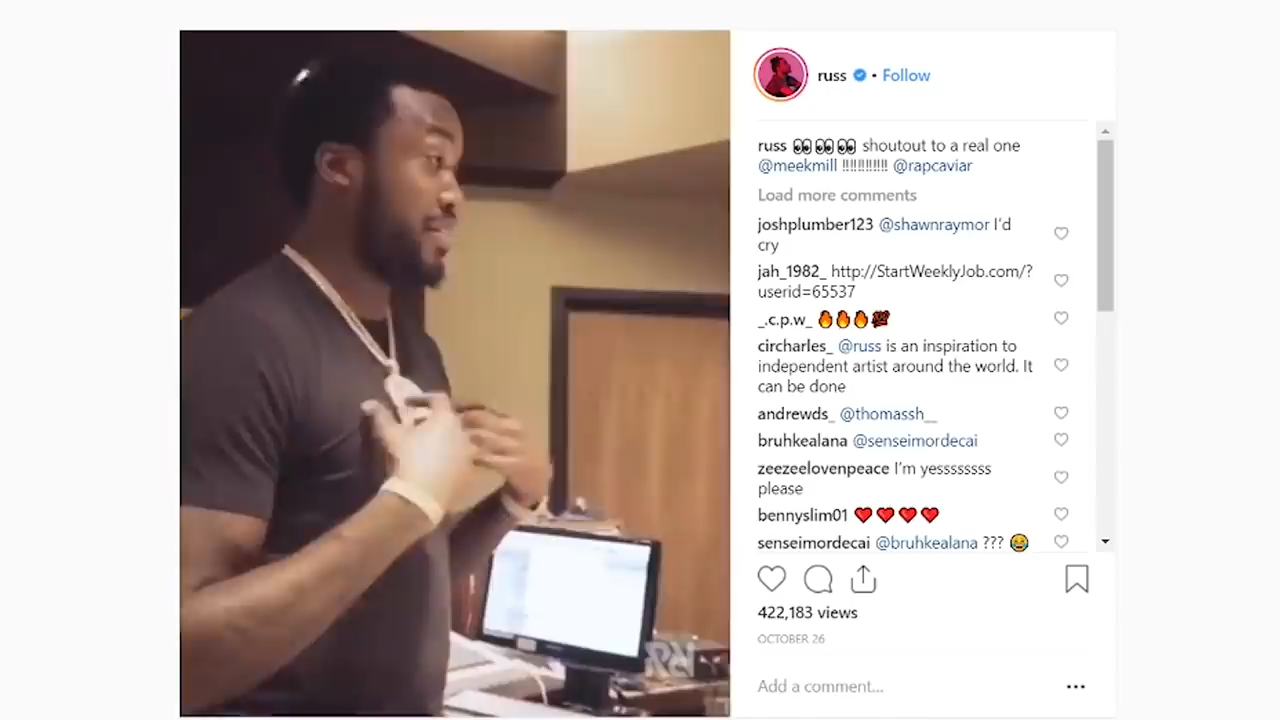 russ • Follow
russ 👀👀👀 shoutout to a real one
@meekmill !!!!!!!!!!!! @rapcaviar
Load more comments
joshplumber123 @shawnraymor I'd
cry
jah_1982_ http://StartWeeklyJob.com/?
userid=65537
_.c.p.w_ 🔥🔥🔥💯
circharles_ @russ is an inspiration to
independent artist around the world. It
can be done
andrewds_ @thomassh__
bruhkealana @senseimordecai
zeezeelovenpeace I'm yesssssss
please
bennyslim01 ❤️❤️❤️❤️
senseimordecai @bruhkealana ??? 😂
422,183 views
OCTOBER 26
Add a comment...